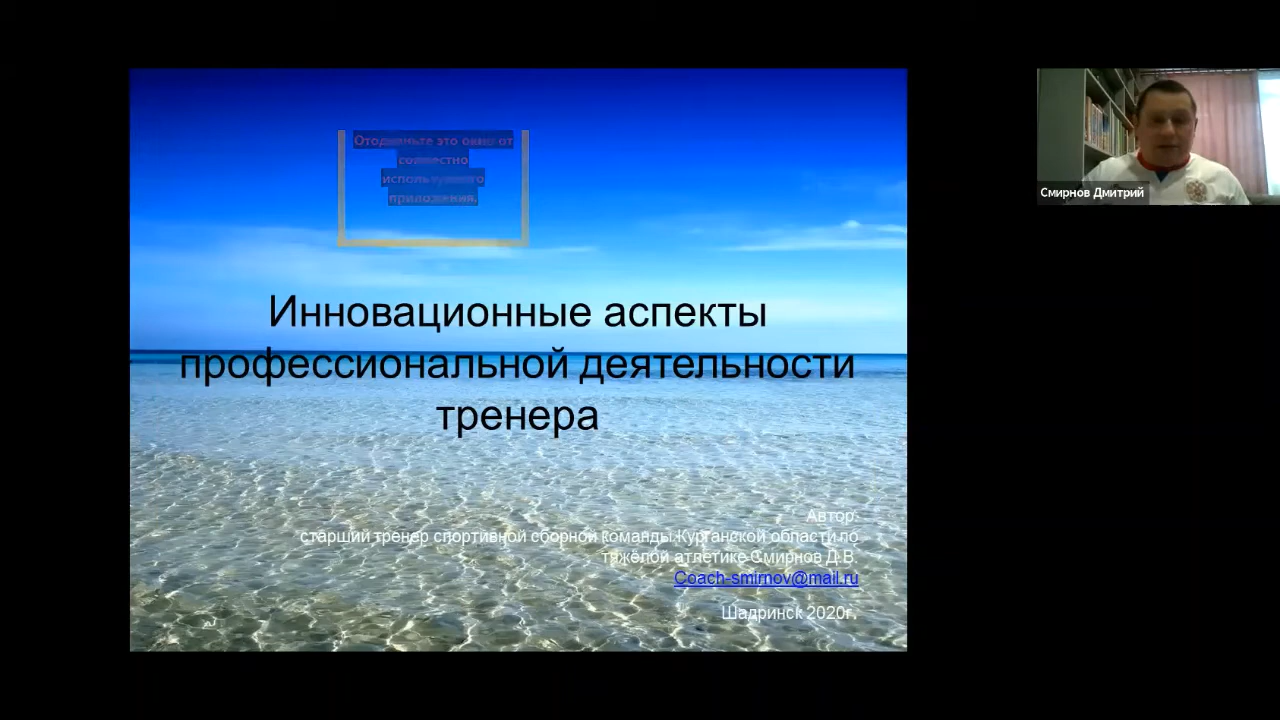 Отодвиньте это окно от
совместно
используемого
приложения.
Инновационные аспекты
профессиональной деятельности
тренера
Автор:
старший тренер спортивной сборной команды Курганской области по
тяжёлой атлетике Смирнов Д.В.
Coach-smirnov@mail.ru
Шадринск 2020г.
Смирнов Дмитрий